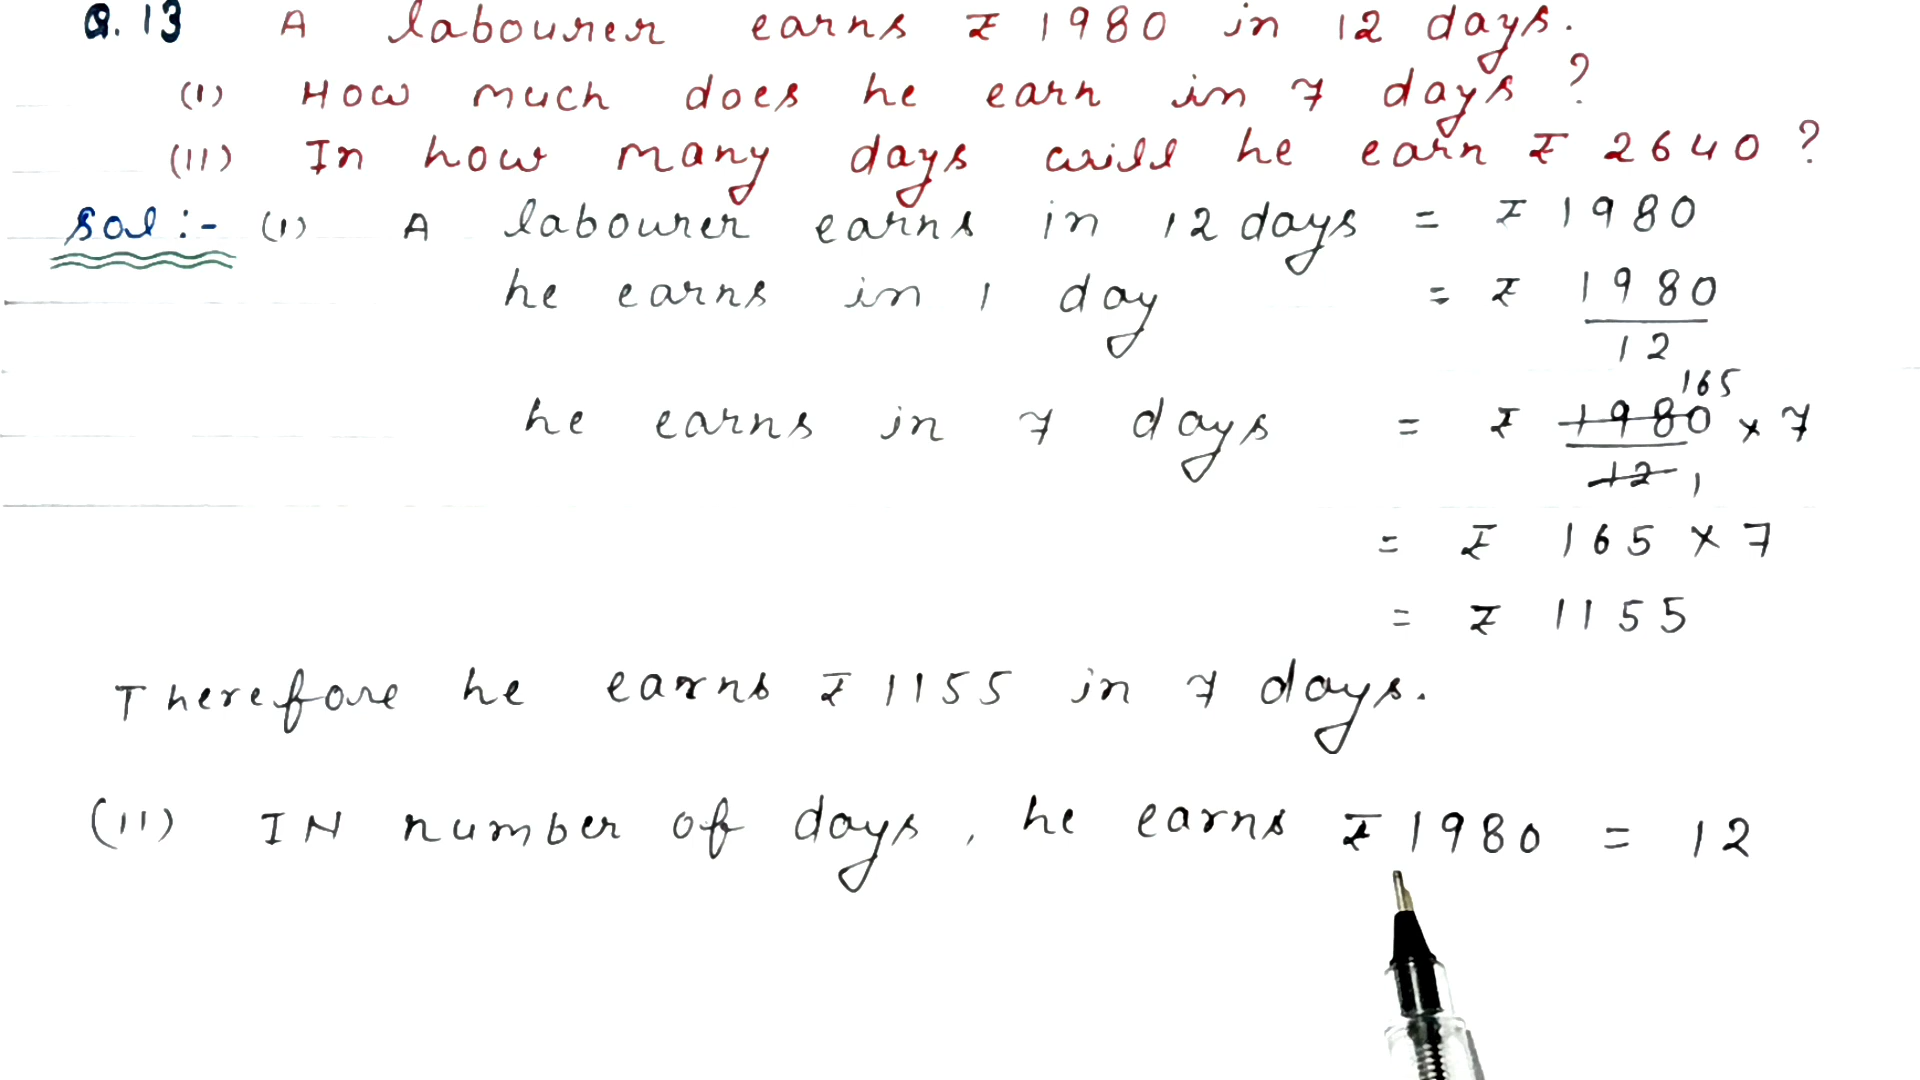 Q. 13 A labourer earns ₹ 1980 in 12 days.
(I) How much does he earn in 7 days ?
(II) In how many days will he earn ₹ 2640 ?
Sol :- (I) A labourer earns in 12 days = ₹ 1980
he earns in 1 day = ₹ 1980/12
he earns in 7 days = ₹ 1980/12 × 7
165
1
= ₹ 165 × 7
= ₹ 1155
Therefore he earns ₹ 1155 in 7 days.
(II) IN number of days, he earns ₹ 1980 = 12